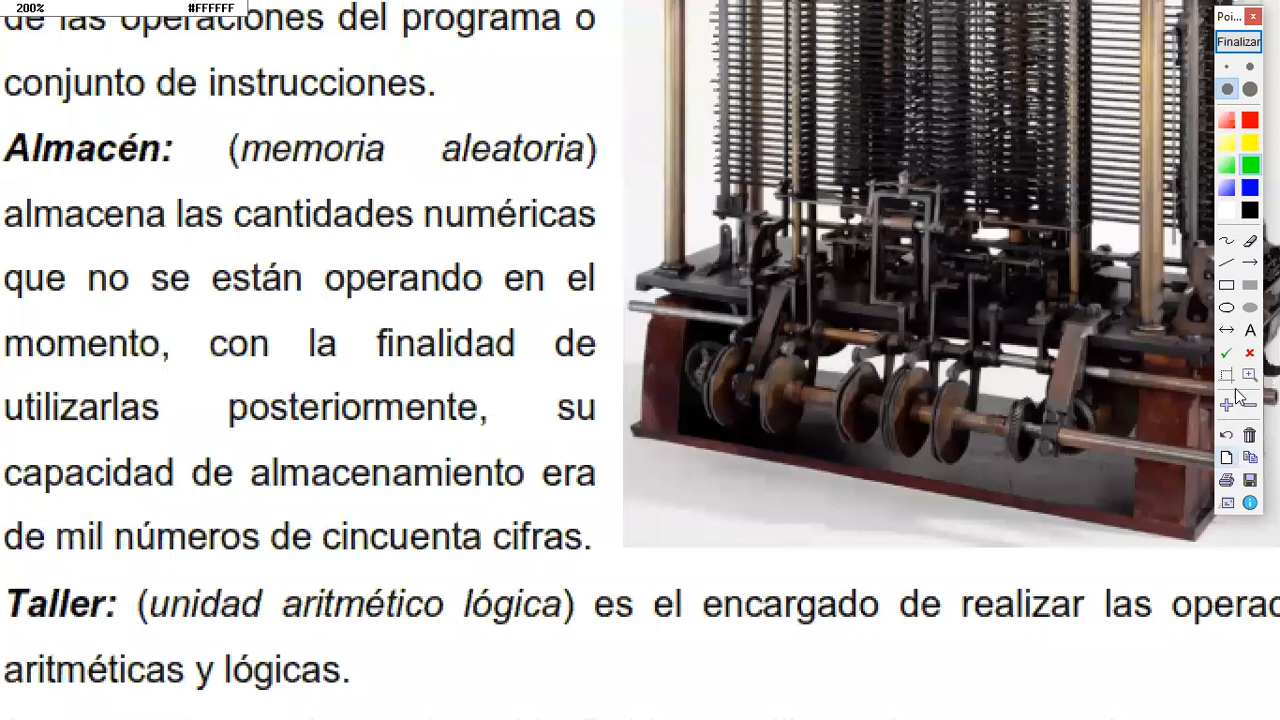 200% #FFFFFF
de las operaciones del programa o
conjunto de instrucciones.
Almacén: (memoria aleatoria)
almacena las cantidades numéricas
que no se están operando en el
momento, con la finalidad de
utilizarlas posteriormente, su
capacidad de almacenamiento era
de mil números de cincuenta cifras.
Taller: (unidad aritmético lógica) es el encargado de realizar las operac
aritméticas y lógicas.
Poi...
Finalizar
A